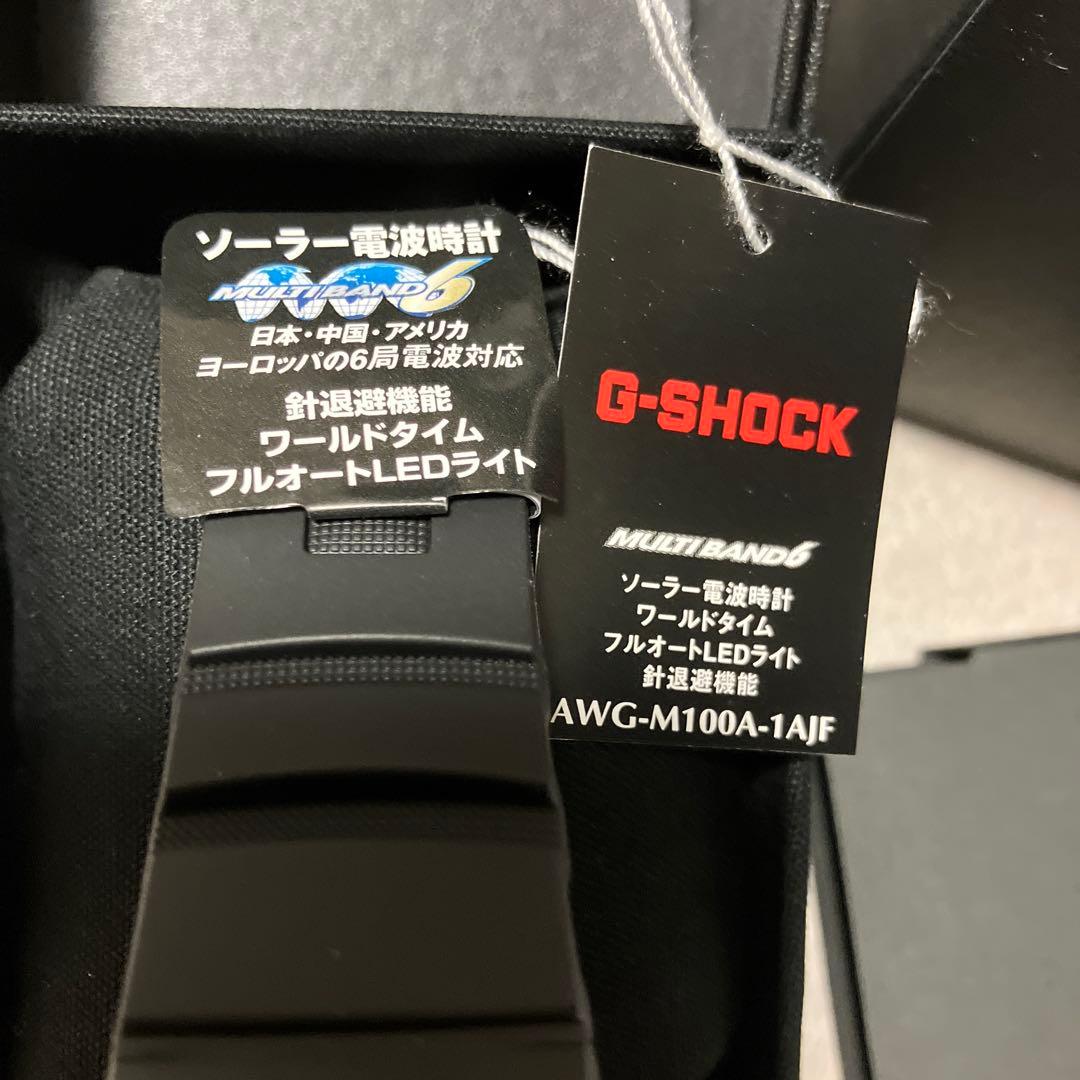 ソーラー電波時計
MULTIBAND6
日本・中国・アメリカ
ヨーロッパの6局電波対応
針退避機能
ワールドタイム
フルオートLEDライト
G-SHOCK
MULTIBAND6
ソーラー電波時計
ワールドタイム
フルオートLEDライト
針退避機能
AWG-M100A-1AJF